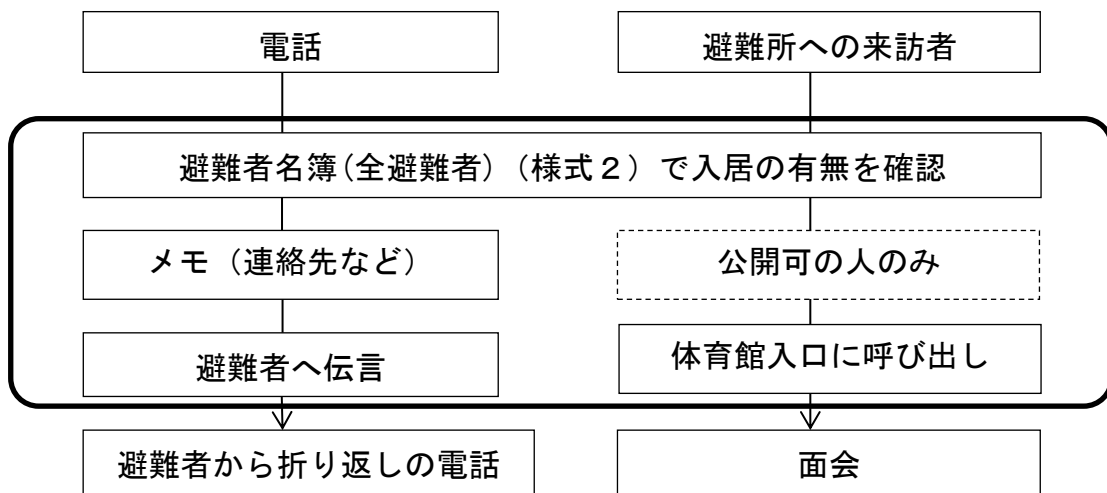 電話
避難所への来訪者
避難者名簿(全避難者)(様式2)で入居の有無を確認
メモ(連絡先など)
公開可の人のみ
避難者へ伝言
体育館入口に呼び出し
避難者から折り返しの電話
面会